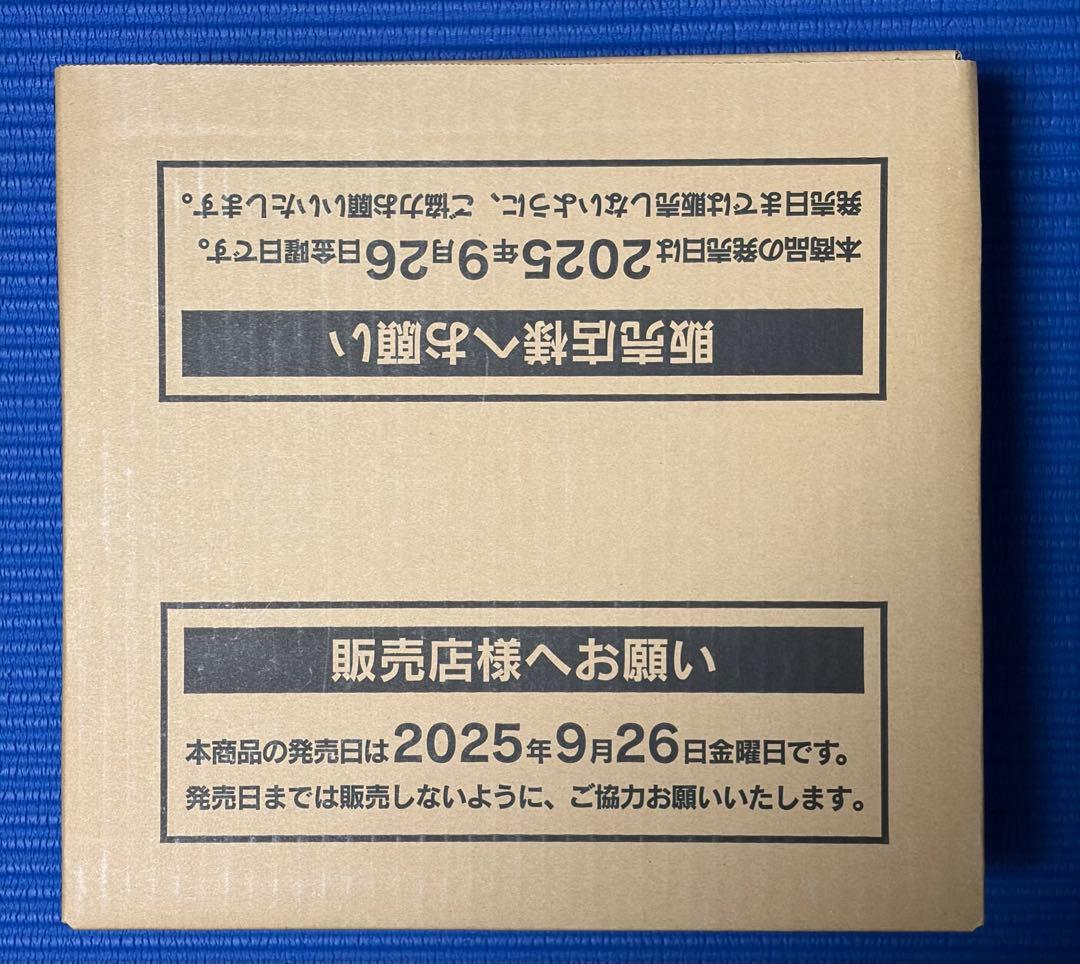 発売日までは販売しないように、ご協力お願いいたします。
本商品の発売日は2025年9月26日金曜日です。
販売店様へお願い
販売店様へお願い
本商品の発売日は2025年9月26日金曜日です。
発売日までは販売しないように、ご協力お願いいたします。